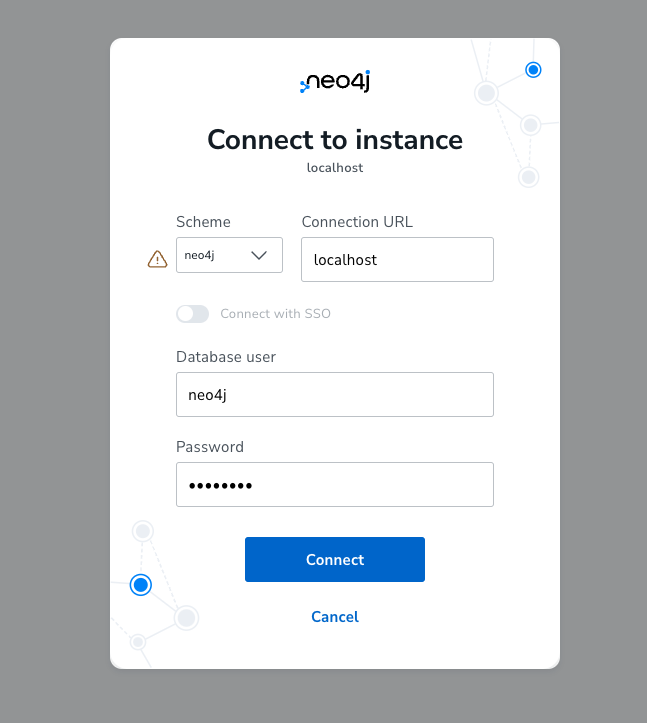 neo4j
Connect to instance
localhost
Scheme
Connection URL
neo4j
localhost
Connect with SSO
Database user
neo4j
Password
••••••••
Connect
Cancel